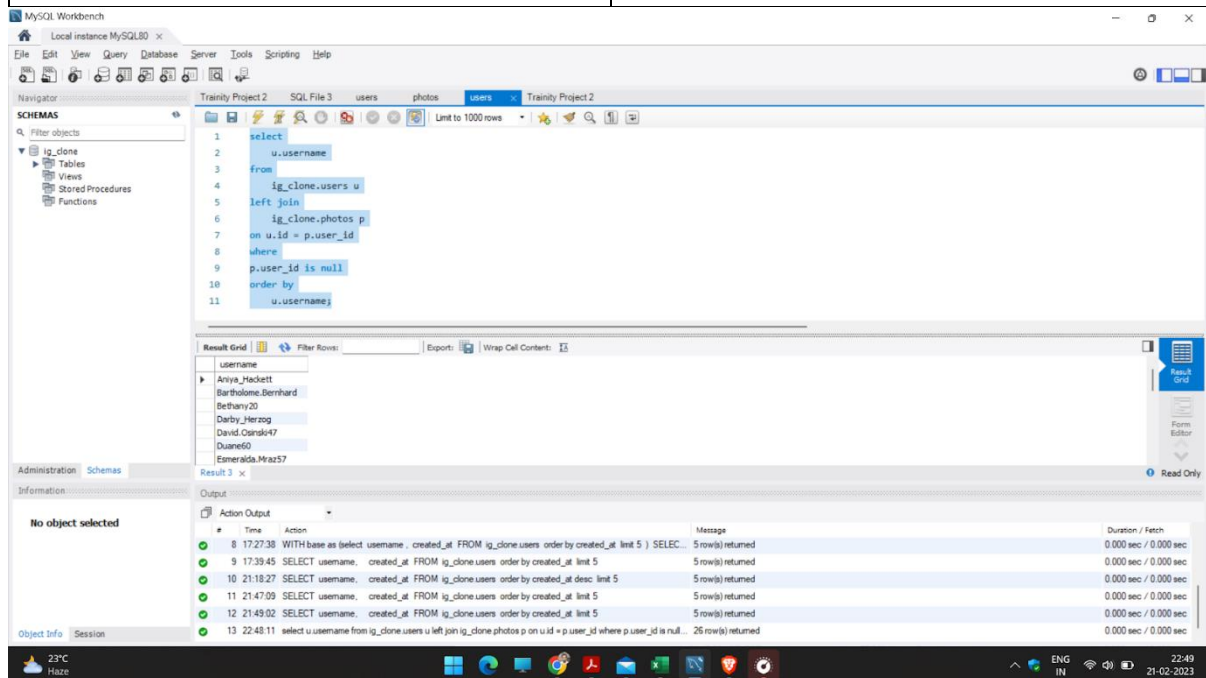 MySQL Workbench
Local instance MySQL80 ×
File Edit View Query Database Server Tools Scripting Help
Navigator
Trainity Project 2 SQL File 3 users photos users × Trainity Project 2
SCHEMAS
Limit to 1000 rows
Filter objects
ig_clone
Tables
Views
Stored Procedures
Functions
1 select
2 u.username
3 from
4 ig_clone.users u
5 left join
6 ig_clone.photos p
7 on u.id = p.user_id
8 where
9 p.user_id is null
10 order by
11 u.username;
Result Grid Filter Rows: Export: Wrap Cell Content:
username
Aniya_Hackett
Bartholome.Bernhard
Bethany20
Darby_Herzog
David.Osinski47
Duane60
Esmeralda.Mraz57
Result Grid
Form Editor
Administration Schemas
Result 3 ×
Read Only
Information
Output
No object selected
Action Output
# Time Action Message Duration / Fetch
8 17:27:38 WITH base as (select username , created_at FROM ig_clone.users order by created_at limit 5 ) SELEC... 5 row(s) returned 0.000 sec / 0.000 sec
9 17:39:45 SELECT username, created_at FROM ig_clone.users order by created_at limit 5 5 row(s) returned 0.000 sec / 0.000 sec
10 21:18:27 SELECT username, created_at FROM ig_clone.users order by created_at desc limit 5 5 row(s) returned 0.000 sec / 0.000 sec
11 21:47:09 SELECT username, created_at FROM ig_clone.users order by created_at limit 5 5 row(s) returned 0.000 sec / 0.000 sec
12 21:49:02 SELECT username, created_at FROM ig_clone.users order by created_at limit 5 5 row(s) returned 0.000 sec / 0.000 sec
13 22:48:11 select u.username from ig_clone.users u left join ig_clone.photos p on u.id = p.user_id where p.user_id is null... 26 row(s) returned 0.000 sec / 0.000 sec
Object Info Session
23°C
Haze
ENG
IN
22:49
21-02-2023